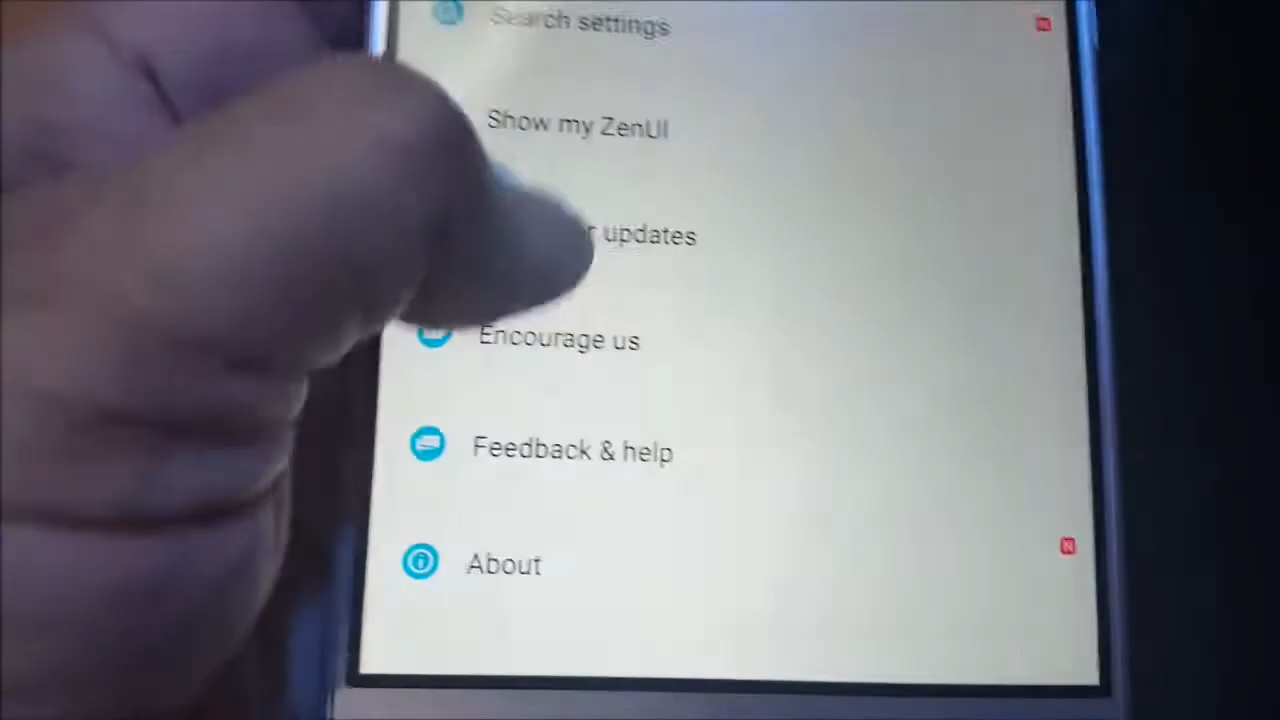 Search settings
N
Show my ZenUI
r updates
Encourage us
Feedback & help
About
N